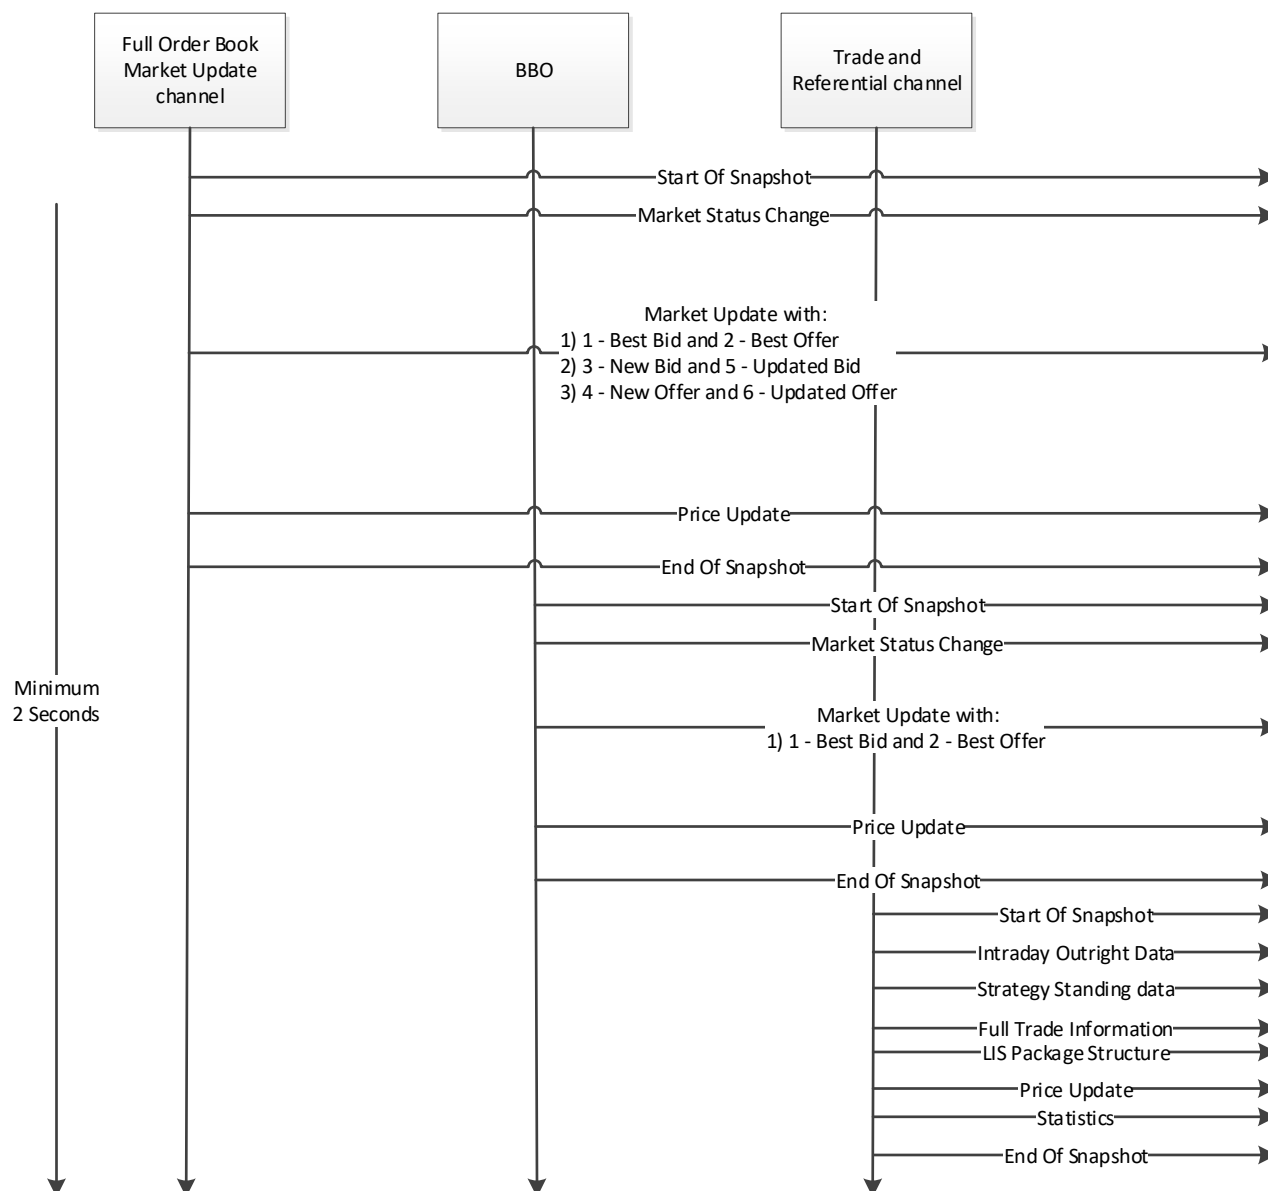 Full Order Book
Market Update
channel
BBO
Trade and
Referential channel
Start Of Snapshot
Market Status Change
Market Update with:
1) 1 - Best Bid and 2 - Best Offer
2) 3 - New Bid and 5 - Updated Bid
3) 4 - New Offer and 6 - Updated Offer
Price Update
End Of Snapshot
Start Of Snapshot
Market Status Change
Minimum
2 Seconds
Market Update with:
1) 1 - Best Bid and 2 - Best Offer
Price Update
End Of Snapshot
Start Of Snapshot
Intraday Outright Data
Strategy Standing data
Full Trade Information
LIS Package Structure
Price Update
Statistics
End Of Snapshot